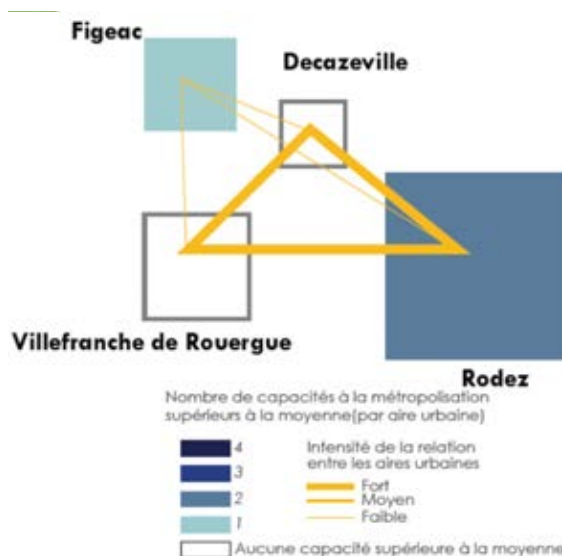 Figeac
Decazeville
Villefranche de Rouergue
Rodez
Nombre de capacités à la métropolisation
supérieurs à la moyenne(par aire urbaine)
4
3
2
1
Aucune capacité supérieure à la moyenne
Intensité de la relation
entre les aires urbaines
Fort
Moyen
Faible